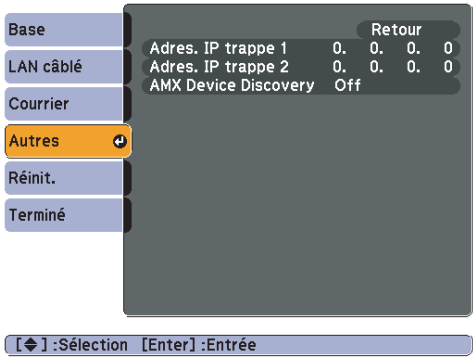 Base
LAN câblé
Courrier
Autres
Réinit.
Terminé
Retour
Adres. IP trappe 1 0. 0. 0. 0
Adres. IP trappe 2 0. 0. 0. 0
AMX Device Discovery Off
[◆] :Sélection [Enter] :Entrée